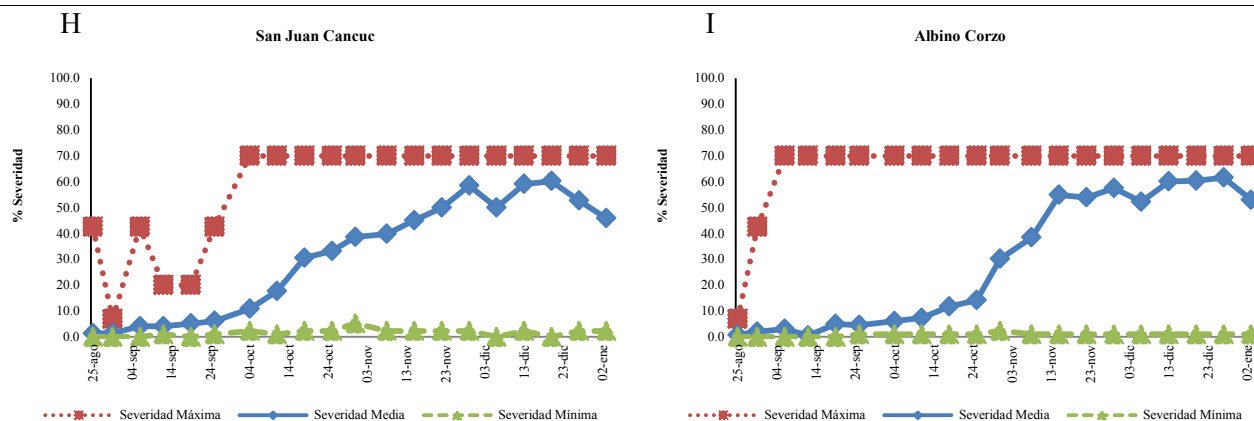 H
San Juan Cancuc
% Severidad
100.0
90.0
80.0
70.0
60.0
50.0
40.0
30.0
20.0
10.0
0.0
25-ago
04-sep
14-sep
24-sep
04-oct
14-oct
24-oct
03-nov
13-nov
23-nov
03-dic
13-dic
23-dic
02-ene
Severidad Máxima
Severidad Media
Severidad Mínima
I
Albino Corzo
% Severidad
100.0
90.0
80.0
70.0
60.0
50.0
40.0
30.0
20.0
10.0
0.0
25-ago
04-sep
14-sep
24-sep
04-oct
14-oct
24-oct
03-nov
13-nov
23-nov
03-dic
13-dic
23-dic
02-ene
Severidad Máxima
Severidad Media
Severidad Mínima